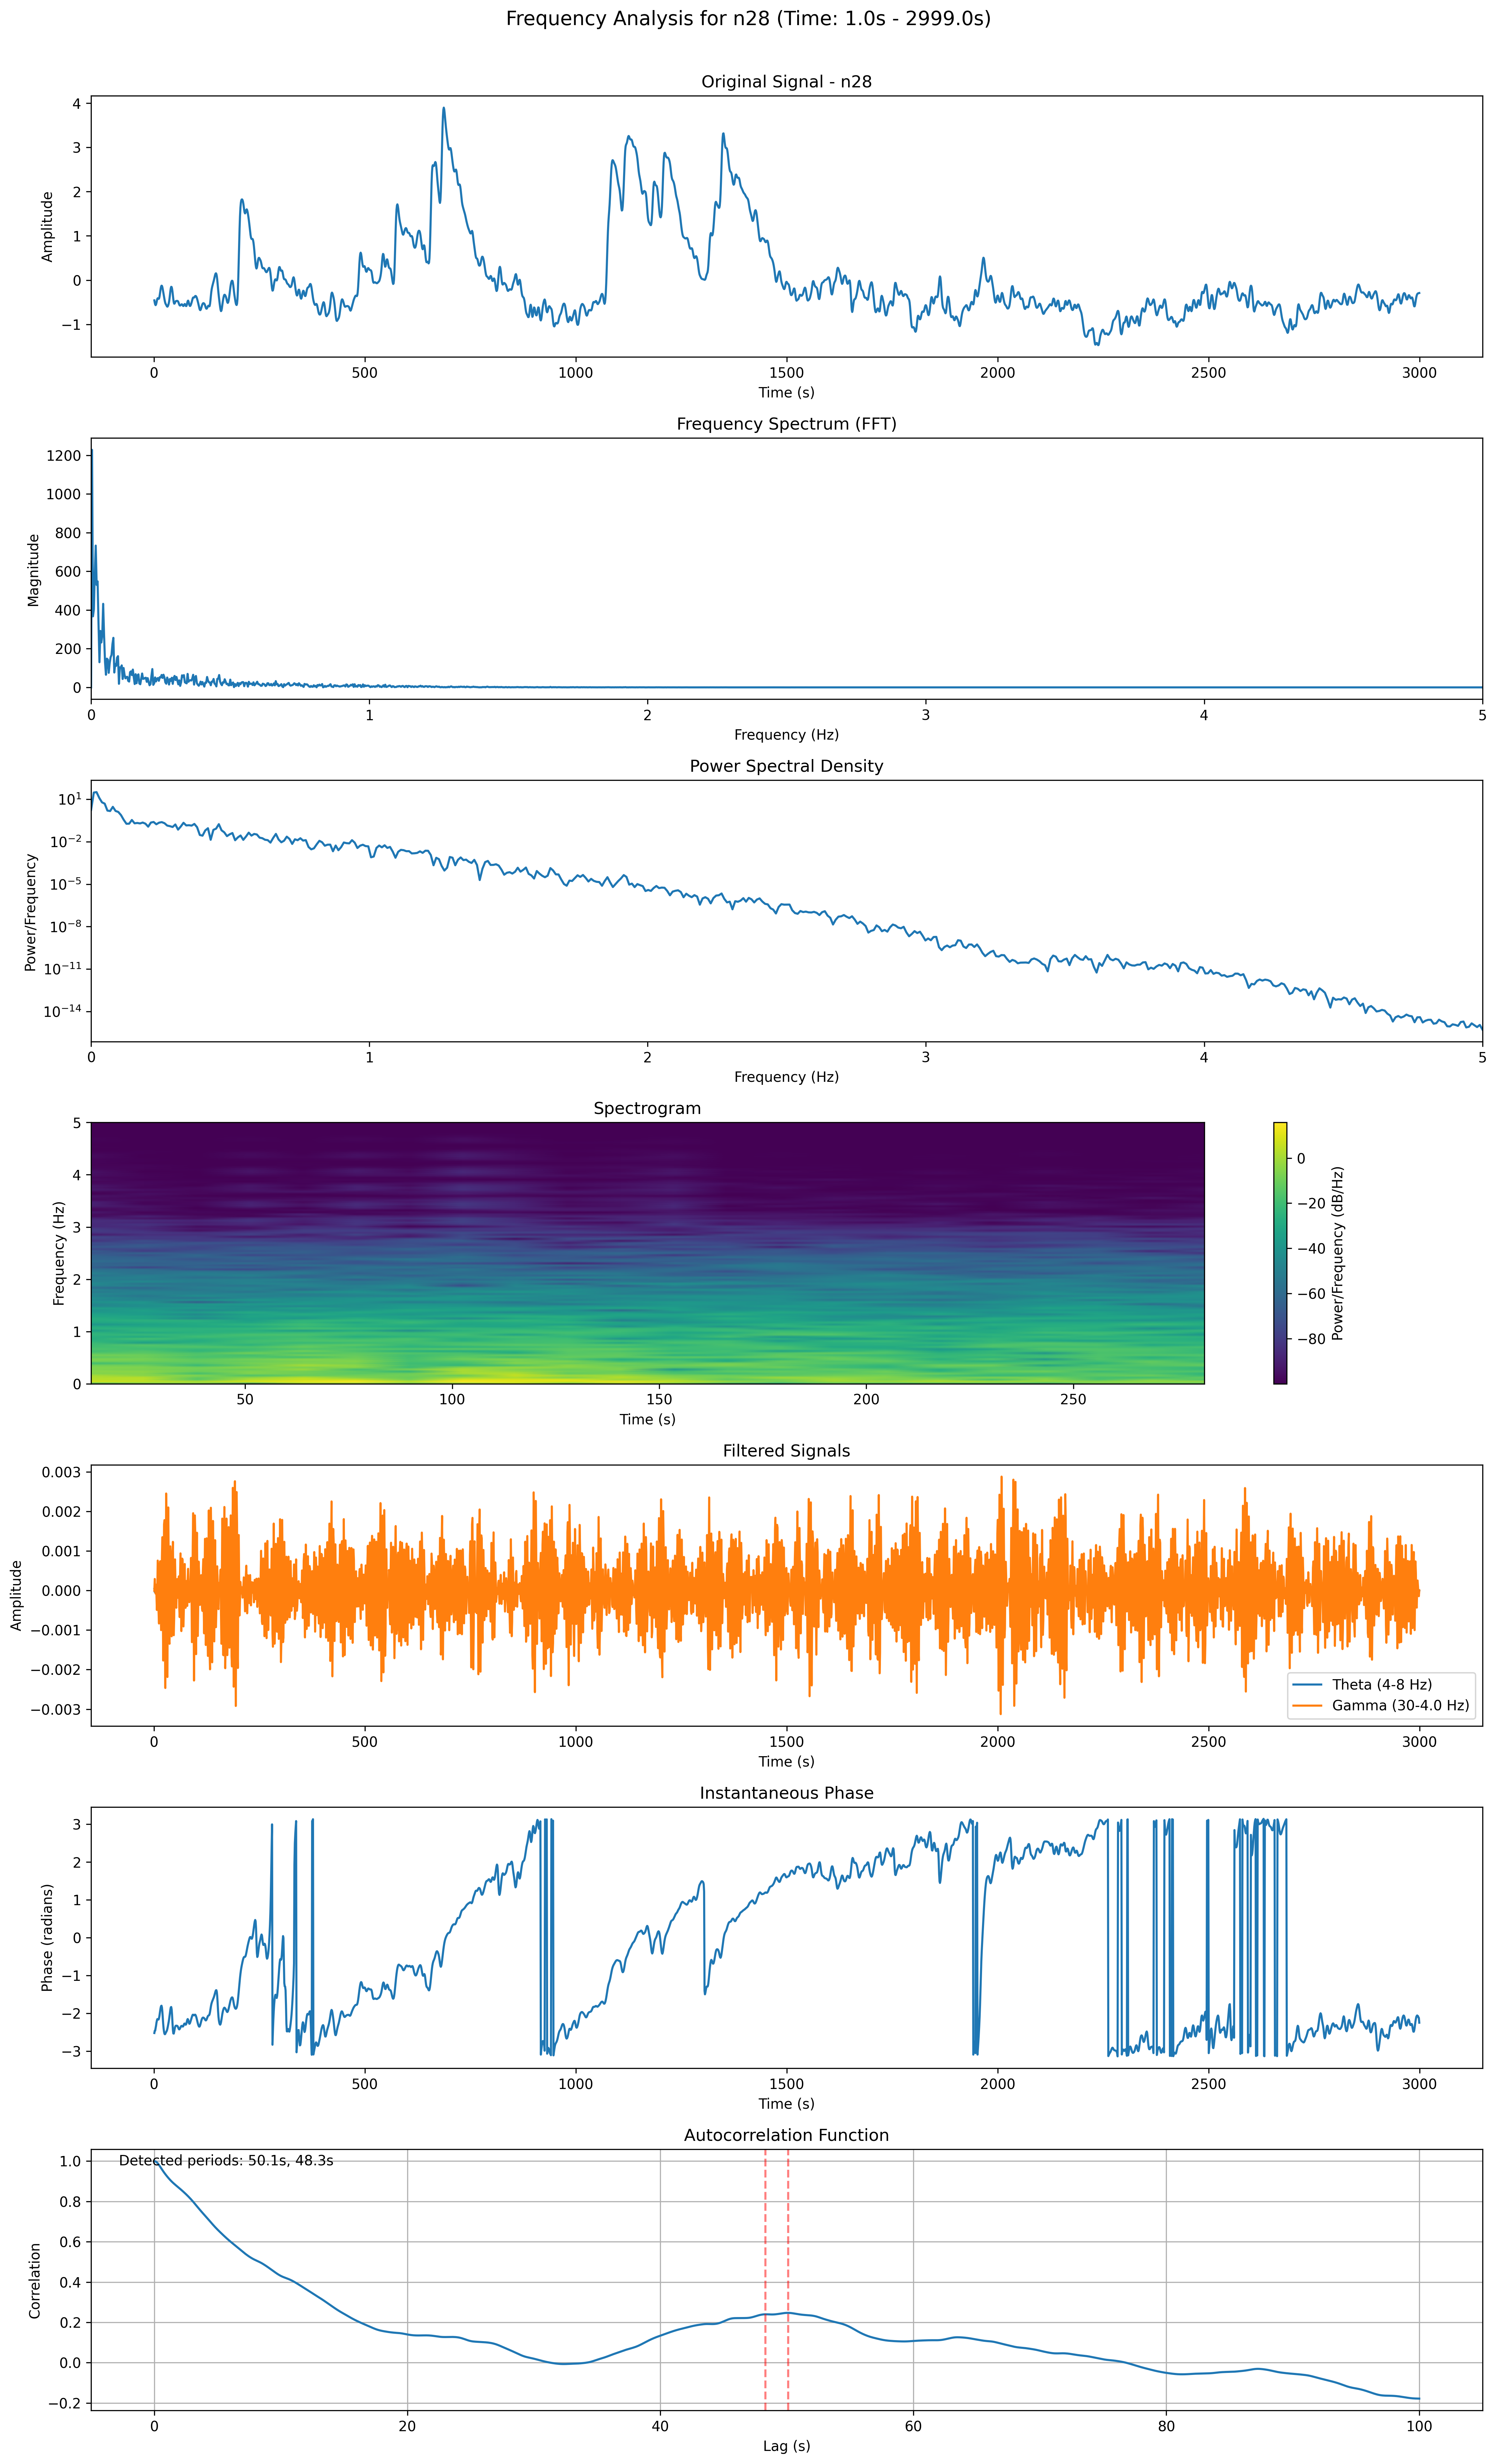 Frequency Analysis for n28 (Time: 1.0s - 2999.0s)
Original Signal - n28
Amplitude
4
3
2
1
0
−1
0 500 1000 1500 2000 2500 3000
Time (s)
Frequency Spectrum (FFT)
Magnitude
1200
1000
800
600
400
200
0
0 1 2 3 4 5
Frequency (Hz)
Power Spectral Density
Power/Frequency
10¹
10⁻²
10⁻⁵
10⁻⁸
10⁻¹¹
10⁻¹⁴
0 1 2 3 4 5
Frequency (Hz)
Spectrogram
Frequency (Hz)
5
4
3
2
1
0
50 100 150 200 250
Time (s)
0
−20
−40
−60
−80
Power/Frequency (dB/Hz)
Filtered Signals
Amplitude
0.003
0.002
0.001
0.000
−0.001
−0.002
−0.003
Theta (4-8 Hz)
Gamma (30-4.0 Hz)
0 500 1000 1500 2000 2500 3000
Time (s)
Instantaneous Phase
Phase (radians)
3
2
1
0
−1
−2
−3
0 500 1000 1500 2000 2500 3000
Time (s)
Autocorrelation Function
Detected periods: 50.1s, 48.3s
Correlation
1.0
0.8
0.6
0.4
0.2
0.0
−0.2
0 20 40 60 80 100
Lag (s)